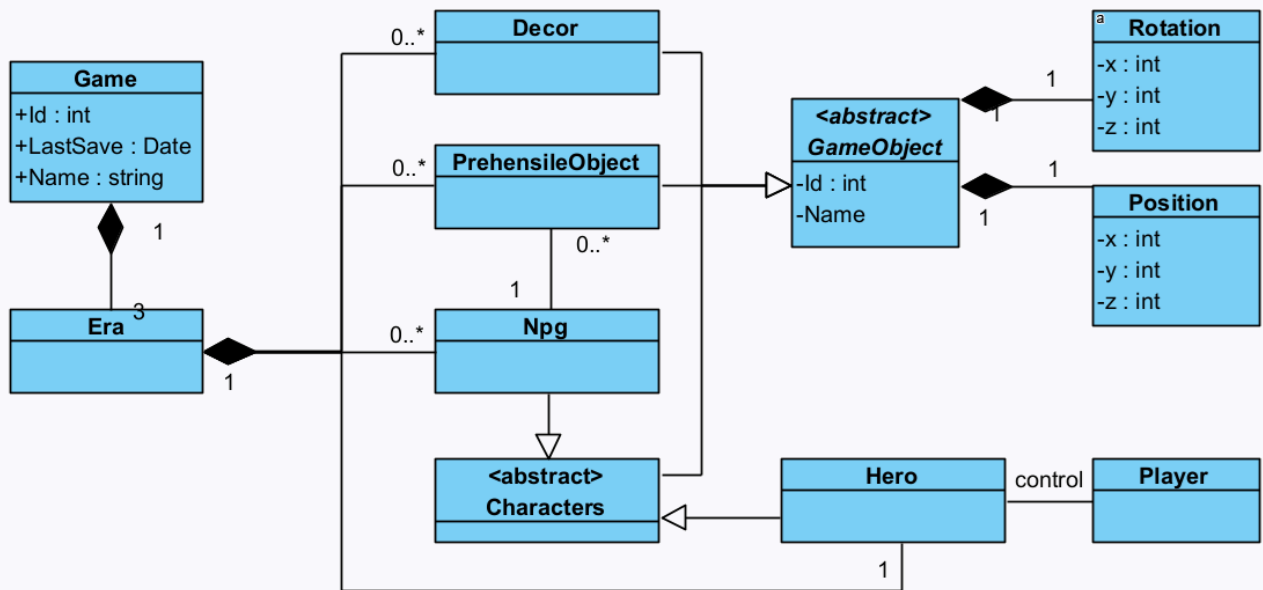 Game
+Id : int
+LastSave : Date
+Name : string
1
3
Era
1
0..*
Decor
0..*
PrehensileObject
0..*
1
0..*
Npg
<abstract>
Characters
<abstract>
GameObject
-Id : int
-Name
1
1
1
1
a
Rotation
-x : int
-y : int
-z : int
Position
-x : int
-y : int
-z : int
Hero
1
control
Player